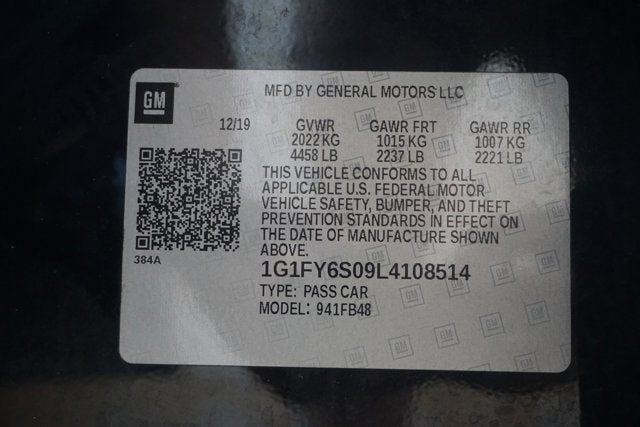 GM
MFD BY GENERAL MOTORS LLC
12/19 GVWR GAWR FRT GAWR RR
2022 KG 1015 KG 1007 KG
4458 LB 2237 LB 2221 LB
THIS VEHICLE CONFORMS TO ALL
APPLICABLE U.S. FEDERAL MOTOR
VEHICLE SAFETY, BUMPER, AND THEFT
PREVENTION STANDARDS IN EFFECT ON
THE DATE OF MANUFACTURE SHOWN
ABOVE.
384A
1G1FY6S09L4108514
TYPE: PASS CAR
MODEL: 941FB48